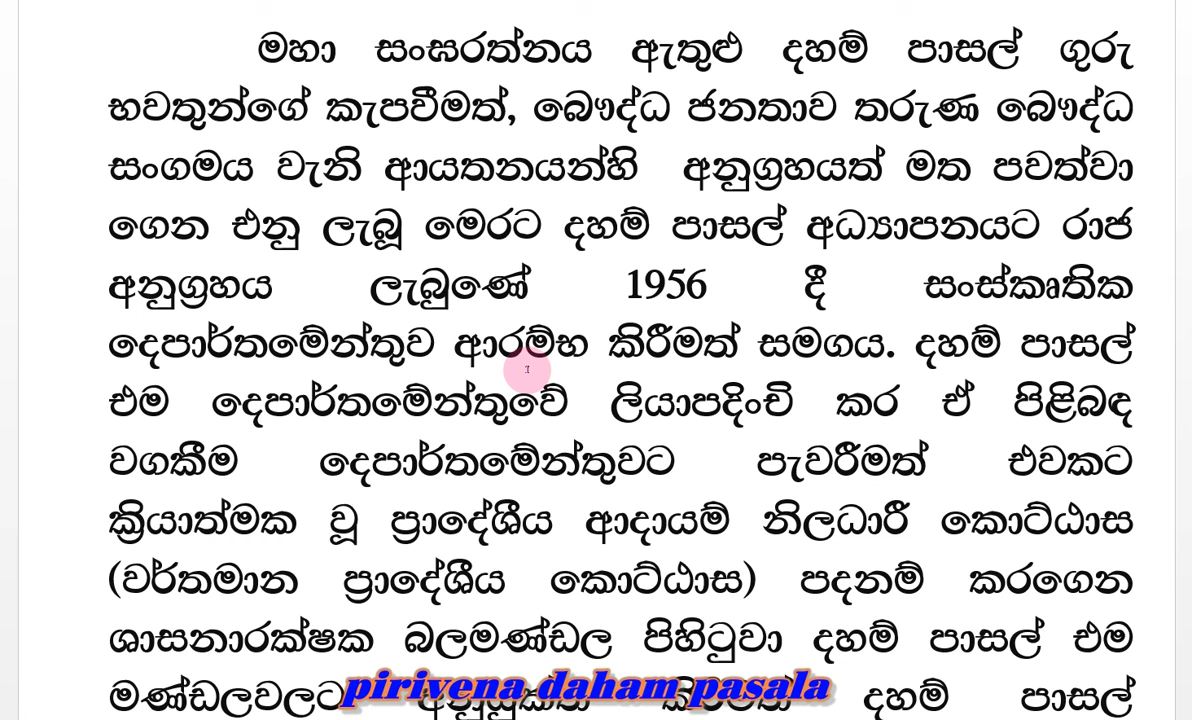 මහා සංඝරත්නය ඇතුළු දහම් පාසල් ගුරු
භවතුන්ගේ කැපවීමත්, බෞද්ධ ජනතාව තරුණ බෞද්ධ
සංගමය වැනි ආයතනයන්හි අනුග්‍රහයත් මත පවත්වා
ගෙන එනු ලැබූ මෙරට දහම් පාසල් අධ්‍යාපනයට රාජ
අනුග්‍රහය ලැබුණේ 1956 දී සංස්කෘතික
දෙපාර්තමේන්තුව ආරම්භ කිරීමත් සමගය. දහම් පාසල්
එම දෙපාර්තමේන්තුවේ ලියාපදිංචි කර ඒ පිළිබඳ
වගකීම දෙපාර්තමේන්තුවට පැවරීමත් එවකට
ක්‍රියාත්මක වූ ප්‍රාදේශීය ආදායම් නිලධාරී කොට්ඨාස
(වර්තමාන ප්‍රාදේශීය කොට්ඨාස) පදනම් කරගෙන
ශාසනාරක්ෂක බලමණ්ඩල පිහිටුවා දහම් පාසල් එම
මණ්ඩලවලට දහම් පාසල්
pirivena daham pasala